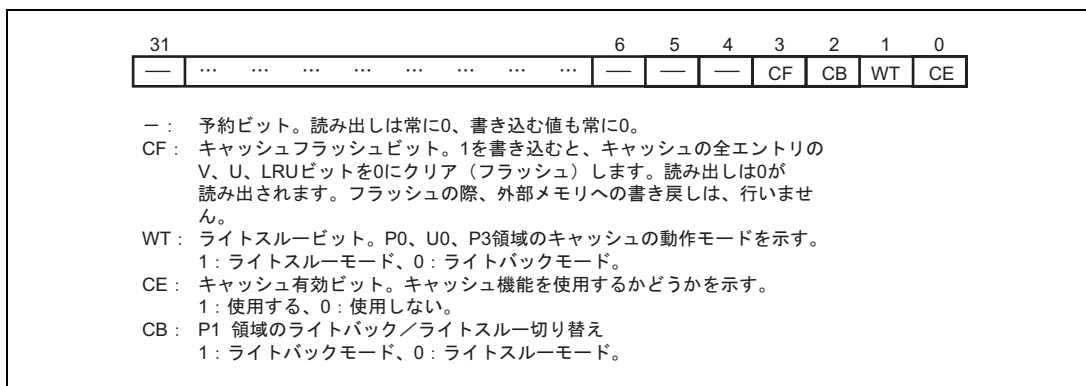 31 6 5 4 3 2 1 0
— … … … … … … … … — — — CF CB WT CE
－： 予約ビット。読み出しは常に0、書き込む値も常に0。
CF： キャッシュフラッシュビット。1を書き込むと、キャッシュの全エントリの
V、U、LRUビットを0にクリア（フラッシュ）します。読み出しは0が
読み出されます。フラッシュの際、外部メモリへの書き戻しは、行いませ
ん。
WT： ライトスルービット。P0、U0、P3領域のキャッシュの動作モードを示す。
1：ライトスルーモード、0：ライトバックモード。
CE： キャッシュ有効ビット。キャッシュ機能を使用するかどうかを示す。
1：使用する、0：使用しない。
CB： P1 領域のライトバック／ライトスルー切り替え
1：ライトバックモード、0：ライトスルーモード。